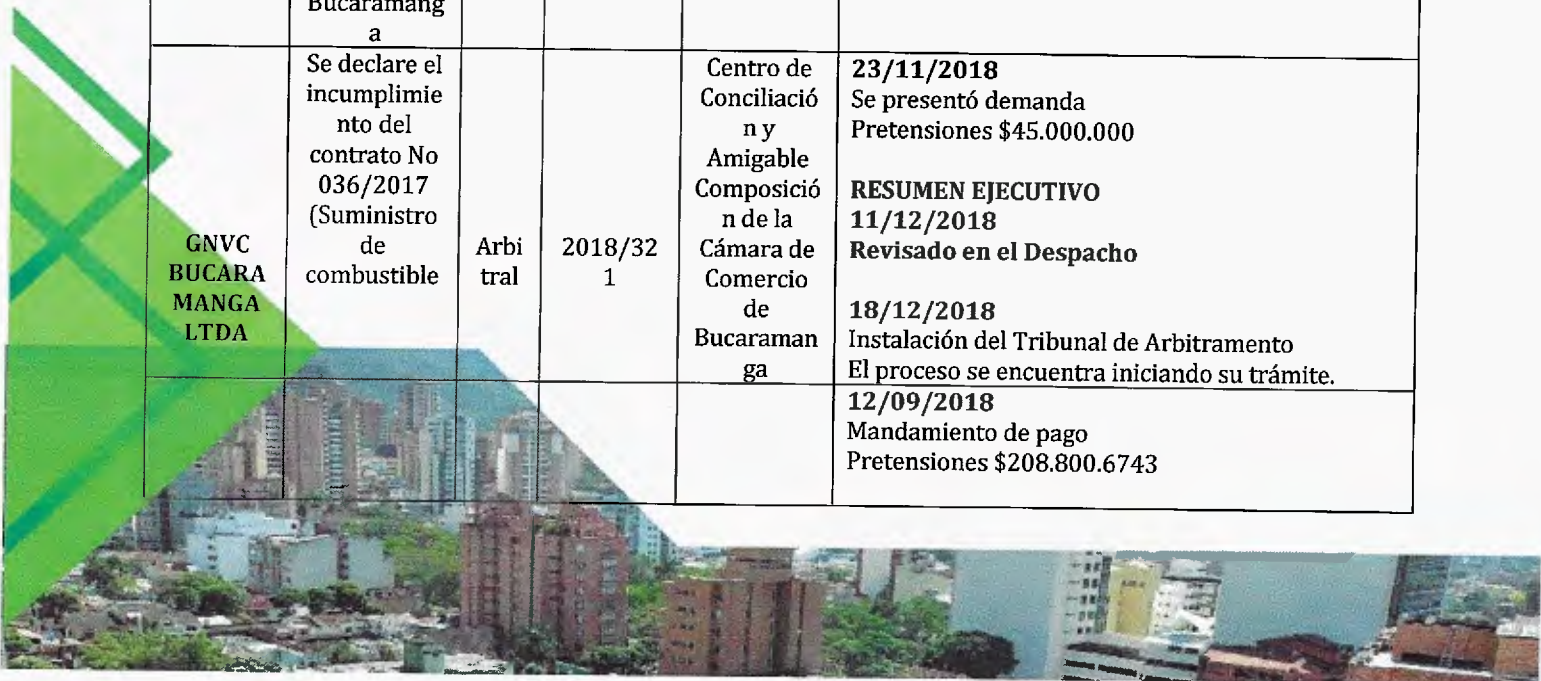 Bucaramang
a
GNVC
BUCARA
MANGA
LTDA
Se declare el
incumplimie
nto del
contrato No
036/2017
(Suministro
de
combustible
Arbi
tral
2018/32
1
Centro de
Conciliació
n y
Amigable
Composició
n de la
Cámara de
Comercio
de
Bucaraman
ga
23/11/2018
Se presentó demanda
Pretensiones $45.000.000
RESUMEN EJECUTIVO
11/12/2018
Revisado en el Despacho
18/12/2018
Instalación del Tribunal de Arbitramento
El proceso se encuentra iniciando su trámite.
12/09/2018
Mandamiento de pago
Pretensiones $208.800.6743